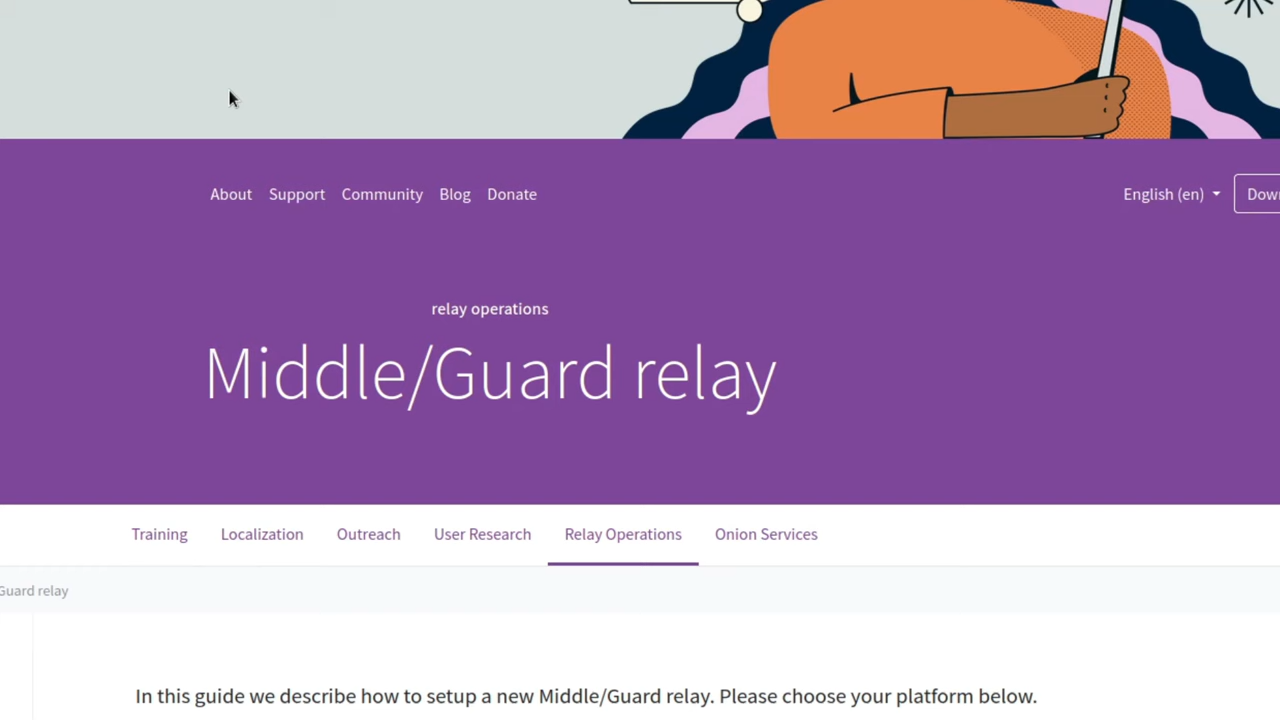 About Support Community Blog Donate English (en)
relay operations
Middle/Guard relay
Training Localization Outreach User Research Relay Operations Onion Services
Guard relay
In this guide we describe how to setup a new Middle/Guard relay. Please choose your platform below.